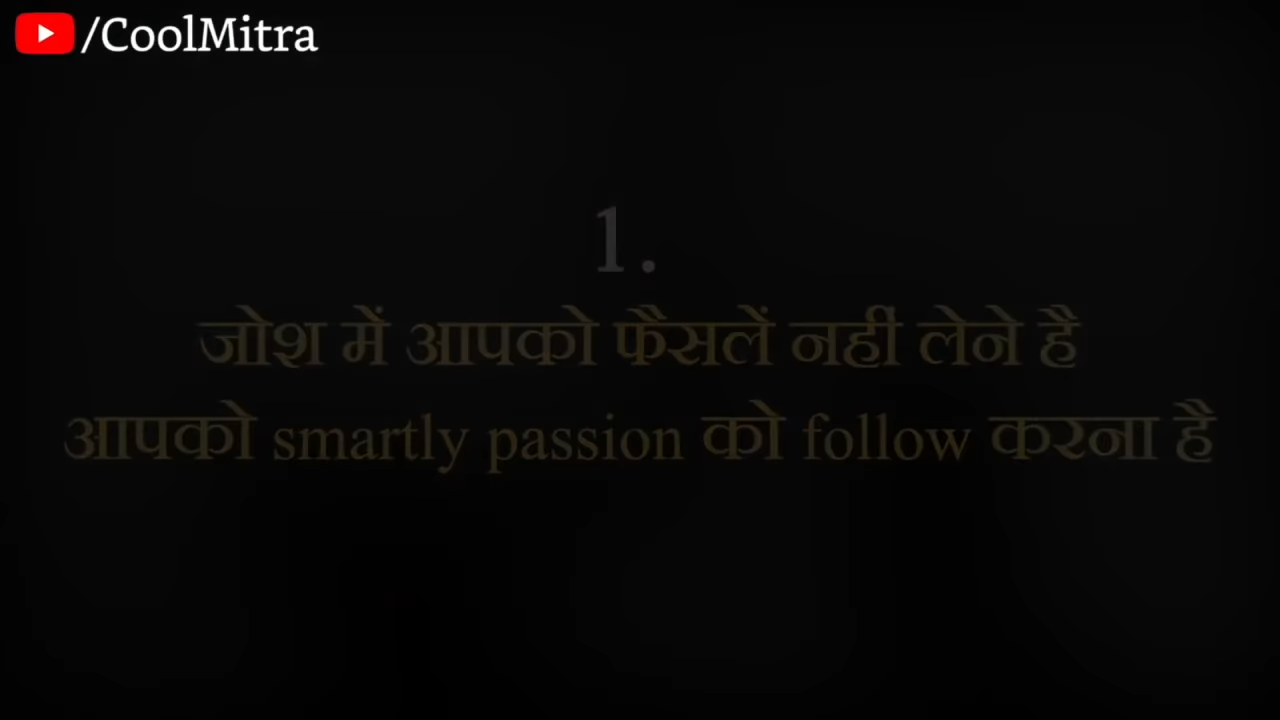 /CoolMitra
1.
जोश में आपको फैसलें नहीं लेने है
आपको smartly passion को follow करना है